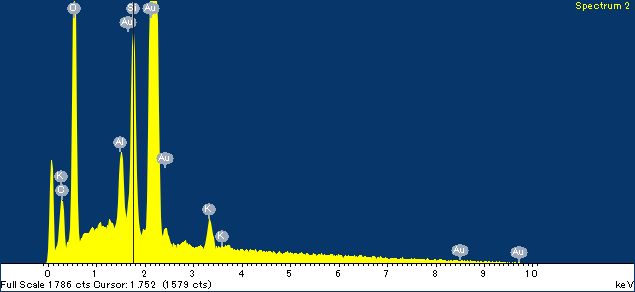 Spectrum 2
O Si Au
Au
Al
Au
K
O
K
K
Au Au
0 1 2 3 4 5 6 7 8 9 10
Full Scale 1786 cts Cursor: 1.752 (1579 cts) keV